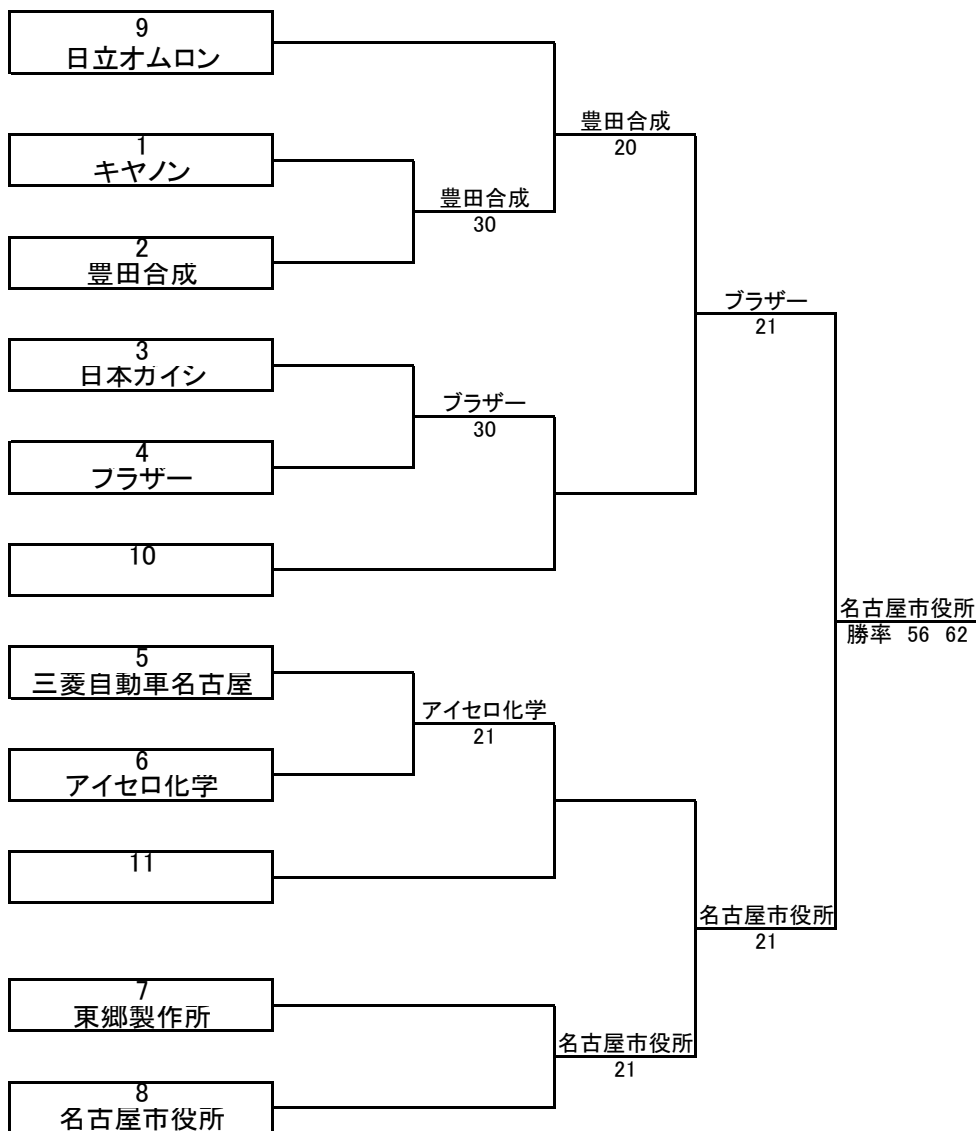 9
日立オムロン
1
キヤノン
2
豊田合成
3
日本ガイシ
4
ブラザー
10
5
三菱自動車名古屋
6
アイセロ化学
11
7
東郷製作所
8
名古屋市役所
豊田合成
30
ブラザー
30
アイセロ化学
21
豊田合成
20
名古屋市役所
21
ブラザー
21
名古屋市役所
21
名古屋市役所
勝率 56 62